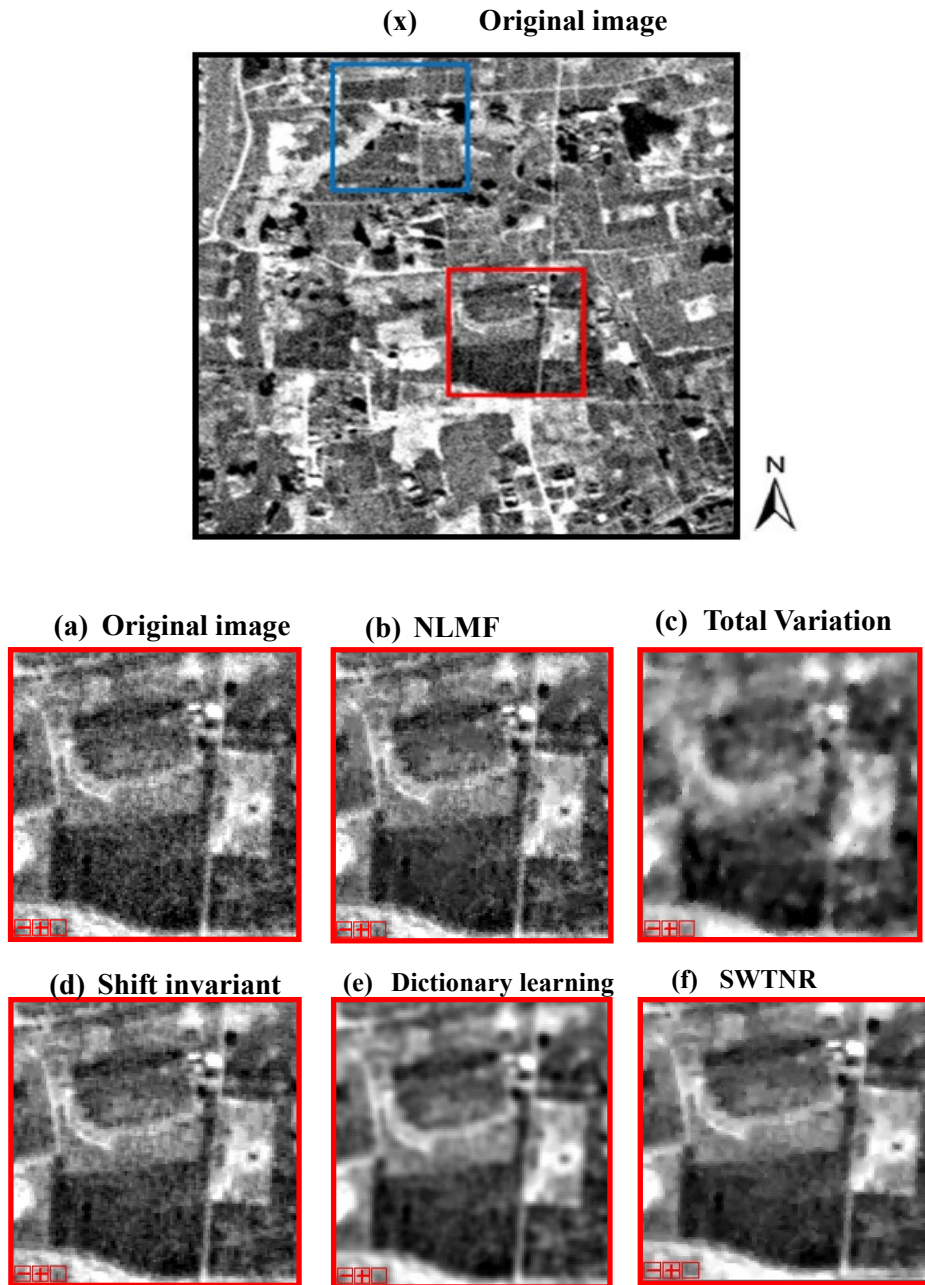 (x) Original image
N
(a) Original image
(b) NLMF
(c) Total Variation
(d) Shift invariant
(e) Dictionary learning
(f) SWTNR